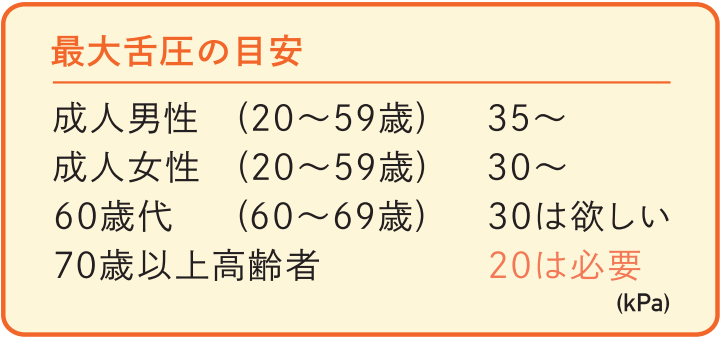 最大舌圧の目安
成人男性 (20〜59歳) 35〜
成人女性 (20〜59歳) 30〜
60歳代 (60〜69歳) 30は欲しい
70歳以上高齢者 20は必要
(kPa)